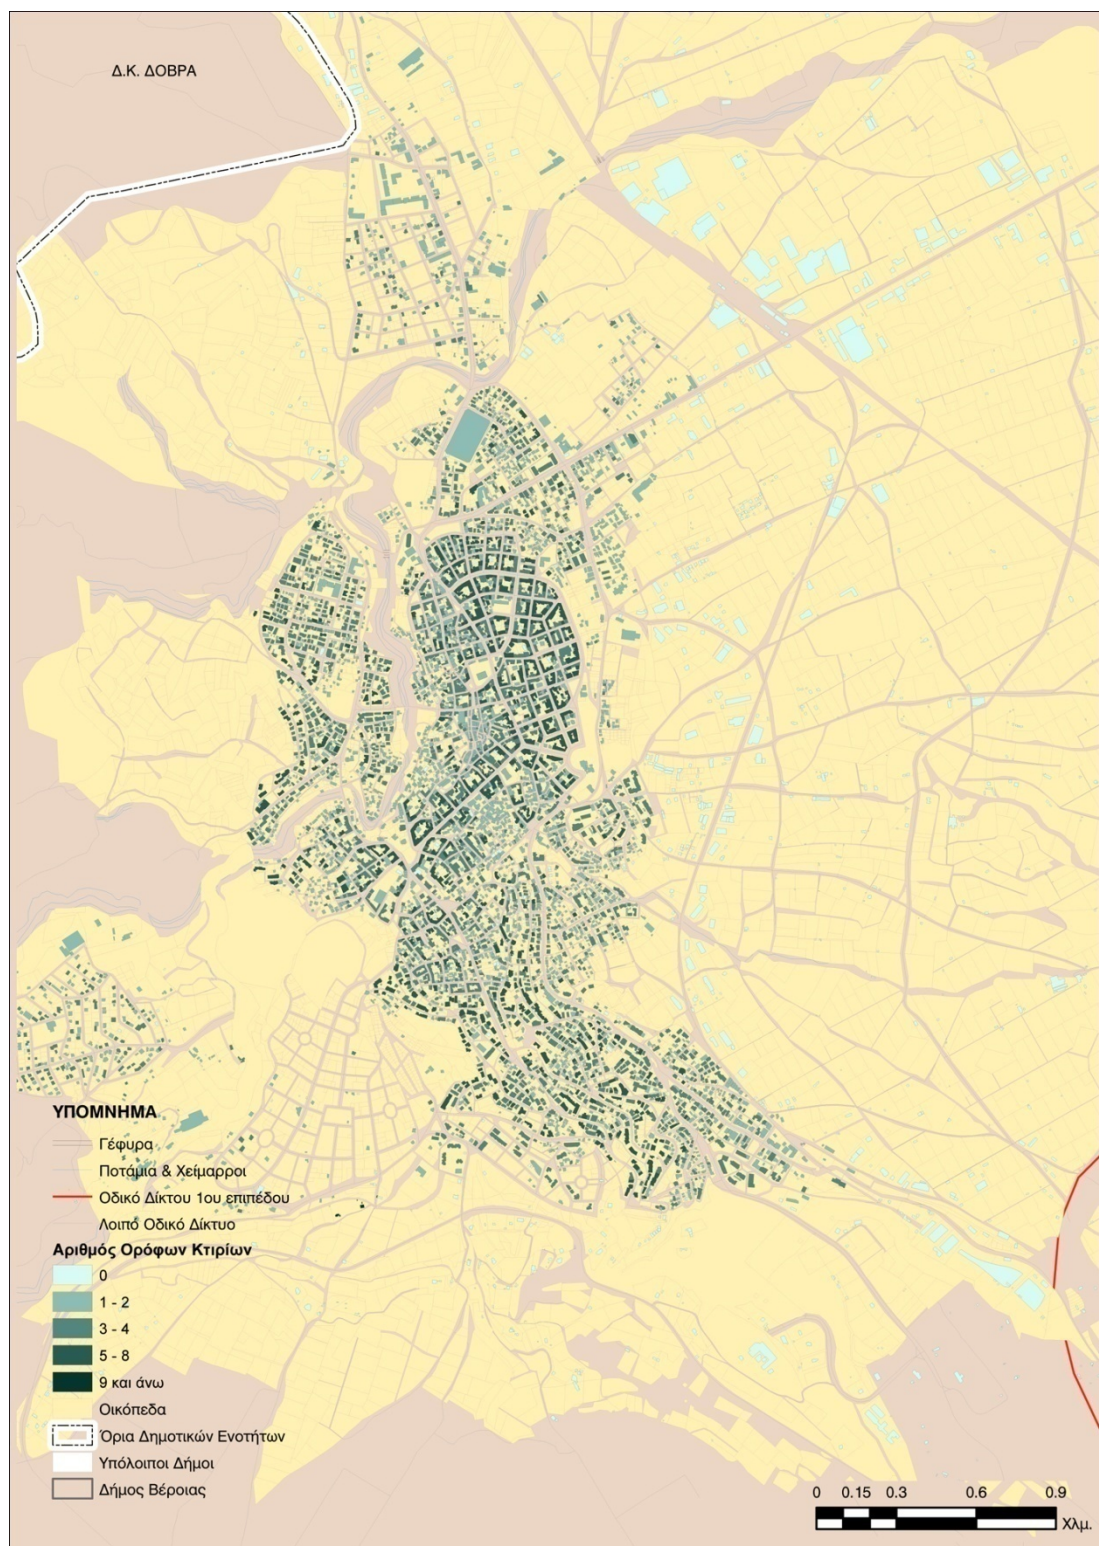 Δ.Κ. ΔΟΒΡΑ
ΥΠΟΜΝΗΜΑ
Γέφυρα
Ποτάμια & Χείμαρροι
Οδικό Δίκτυου 1ου επιπέδου
Λοιπό Οδικό Δίκτυο
Αριθμός Ορόφων Κτιρίων
0
1 - 2
3 - 4
5 - 8
9 και άνω
Οικόπεδα
Όρια Δημοτικών Ενοτήτων
Υπόλοιποι Δήμοι
Δήμος Βέροιας
0 0.15 0.3 0.6 0.9
Χλμ.